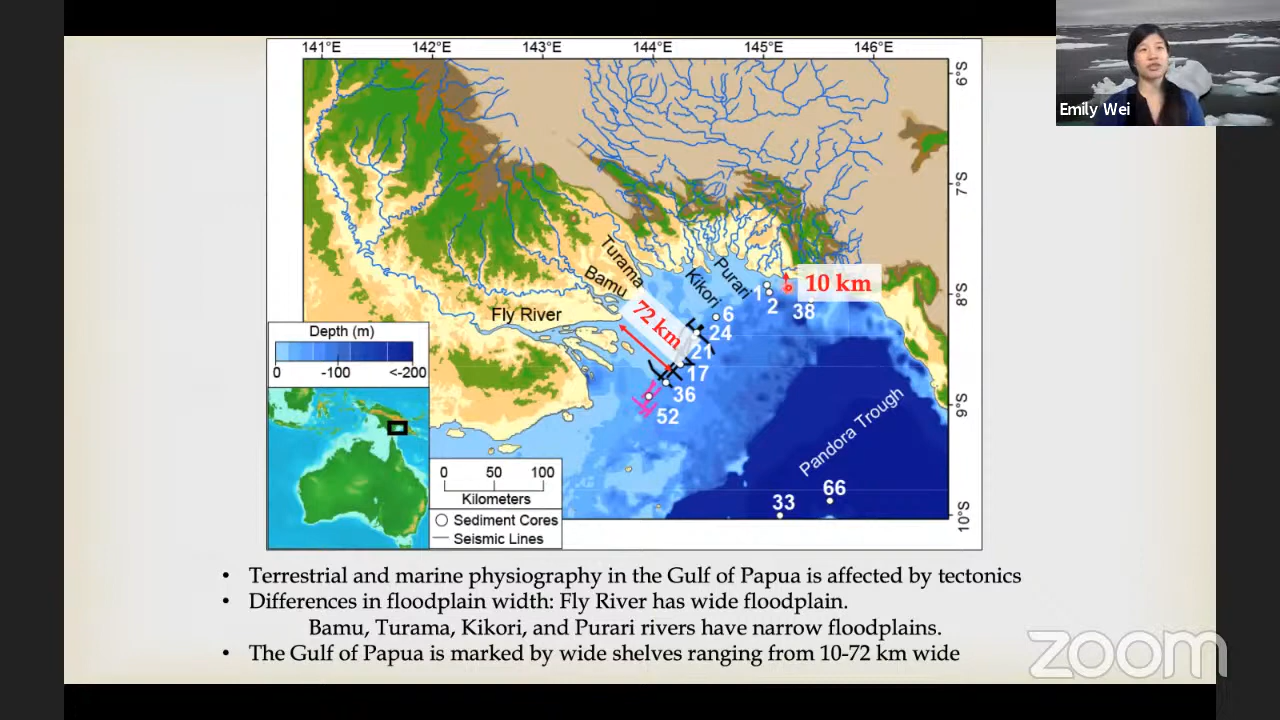 141°E 142°E 143°E 144°E 145°E 146°E
6°S
Emily Wei
7°S
Turama
Bamu
Purari
Kikori
8°S
10 km
1
2
38
Fly River
72 km
6
24
21
17
36
52
9°S
Depth (m)
0 -100 <-200
Pandora Trough
0 50 100
Kilometers
Sediment Cores
Seismic Lines
33
66
10°S
• Terrestrial and marine physiography in the Gulf of Papua is affected by tectonics
• Differences in floodplain width: Fly River has wide floodplain.
Bamu, Turama, Kikori, and Purari rivers have narrow floodplains.
• The Gulf of Papua is marked by wide shelves ranging from 10-72 km wide
zoom